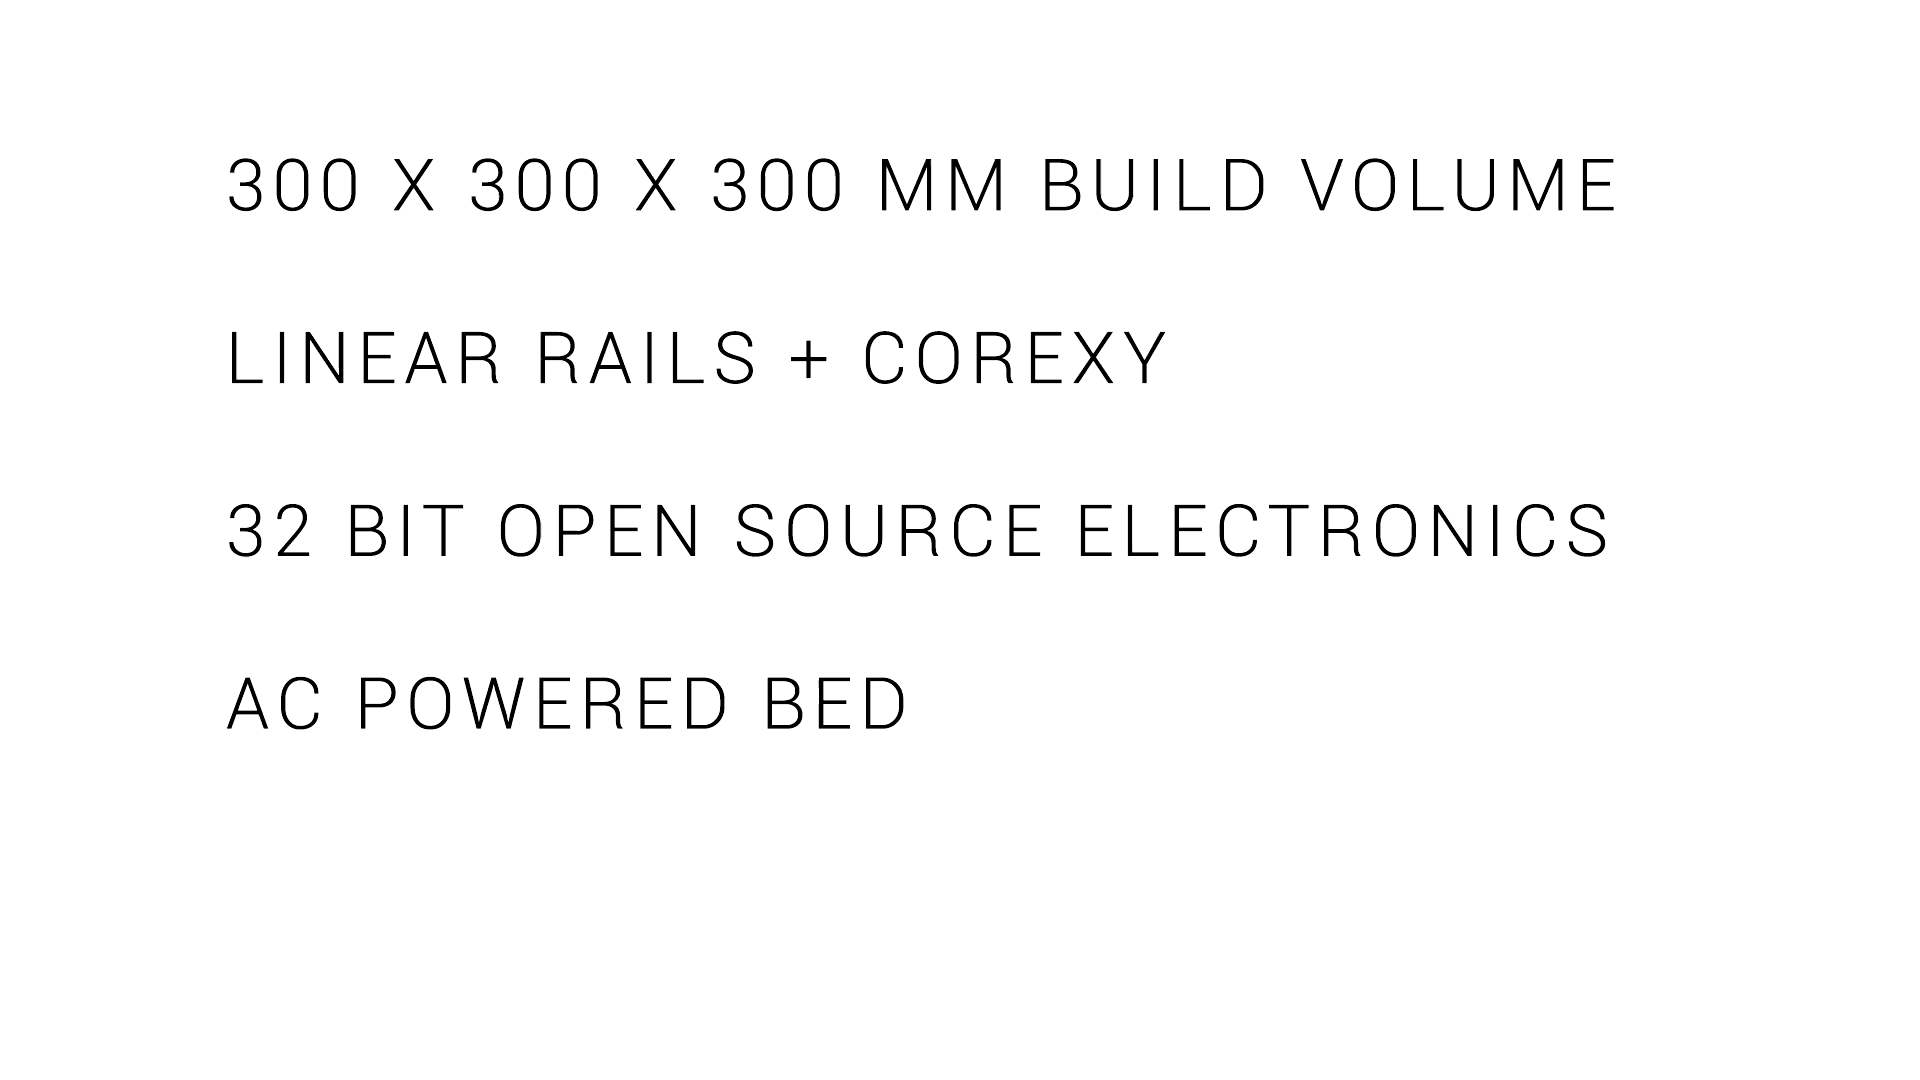 300 X 300 X 300 MM BUILD VOLUME
LINEAR RAILS + COREXY
32 BIT OPEN SOURCE ELECTRONICS
AC POWERED BED